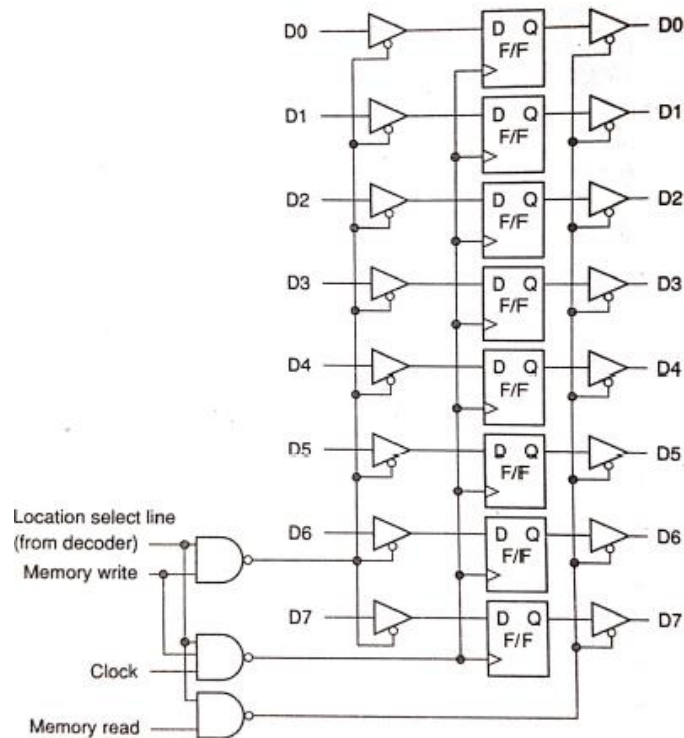 D0 D Q D0
F/F
D1 D Q D1
F/F
D2 D Q D2
F/F
D3 D Q D3
F/F
D4 D Q D4
F/F
D5 D Q D5
F/F
Location select line
(from decoder)
D6 D Q D6
F/F
Memory write
D7 D Q D7
F/F
Clock
Memory read